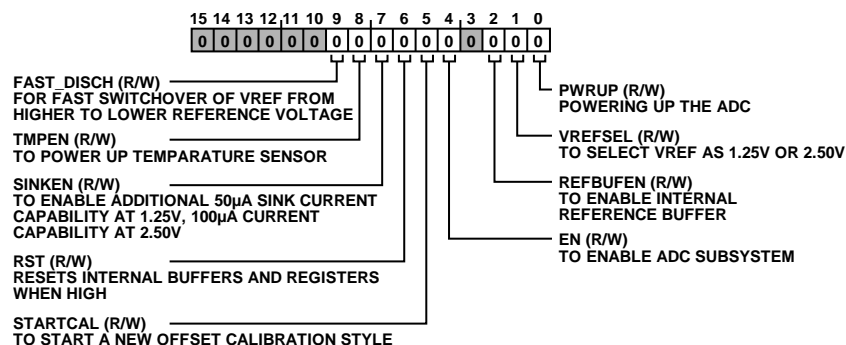 15 14 13 12 11 10 9 8 7 6 5 4 3 2 1 0
0 0 0 0 0 0 0 0 0 0 0 0 0 0 0 0
FAST_DISCH (R/W)
FOR FAST SWITCHOVER OF VREF FROM
HIGHER TO LOWER REFERENCE VOLTAGE
TMPEN (R/W)
TO POWER UP TEMPARATURE SENSOR
SINKEN (R/W)
TO ENABLE ADDITIONAL 50µA SINK CURRENT
CAPABILITY AT 1.25V, 100µA CURRENT
CAPABILITY AT 2.50V
RST (R/W)
RESETS INTERNAL BUFFERS AND REGISTERS
WHEN HIGH
STARTCAL (R/W)
TO START A NEW OFFSET CALIBRATION STYLE
PWRUP (R/W)
POWERING UP THE ADC
VREFSEL (R/W)
TO SELECT VREF AS 1.25V OR 2.50V
REFBUFEN (R/W)
TO ENABLE INTERNAL
REFERENCE BUFFER
EN (R/W)
TO ENABLE ADC SUBSYSTEM